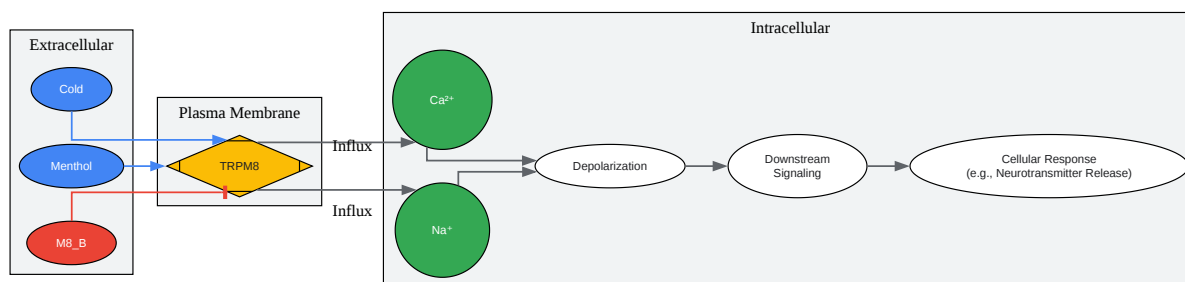 Extracellular
Cold
Menthol
M8_B
Plasma Membrane
TRPM8
Influx
Influx
Intracellular
Ca²⁺
Na⁺
Depolarization
Downstream
Signaling
Cellular Response
(e.g., Neurotransmitter Release)